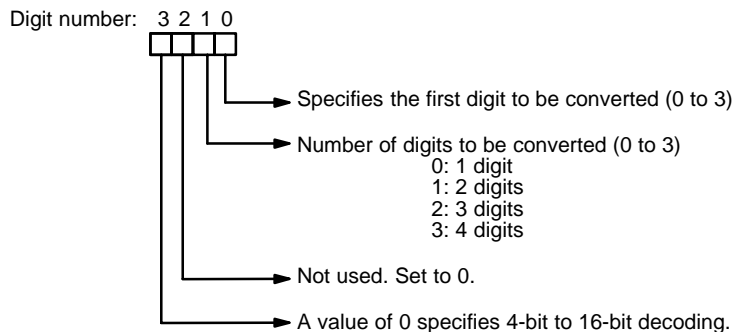 Digit number: 3 2 1 0
Specifies the first digit to be converted (0 to 3)
Number of digits to be converted (0 to 3)
0: 1 digit
1: 2 digits
2: 3 digits
3: 4 digits
Not used. Set to 0.
A value of 0 specifies 4-bit to 16-bit decoding.